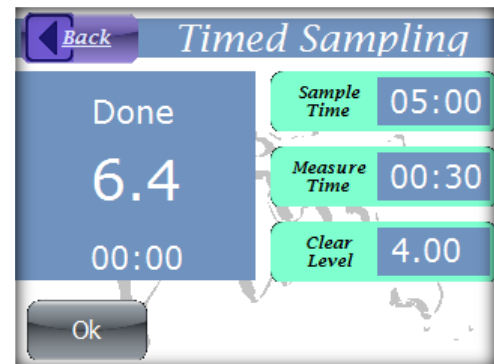 Back
Timed Sampling
Done
6.4
00:00
Sample
Time
05:00
Measure
Time
00:30
Clear
Level
4.00
Ok